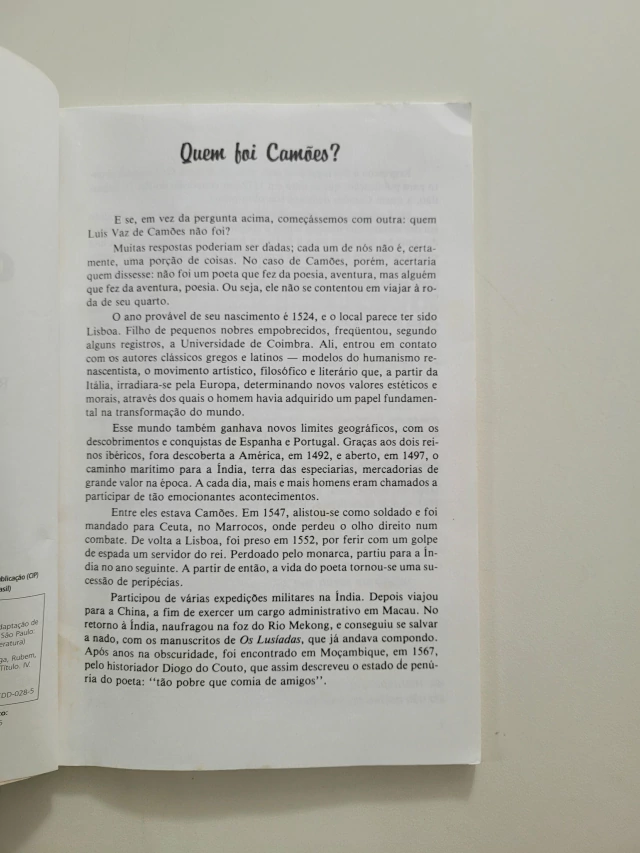 Quem foi Camões?
E se, em vez da pergunta acima, começássemos com outra: quem
Luis Vaz de Camões não foi?
Muitas respostas poderiam ser dadas; cada um de nós não é, certa-
mente, uma porção de coisas. No caso de Camões, porém, acertaria
quem dissesse: não foi um poeta que fez da poesia, aventura, mas alguém
que fez da aventura, poesia. Ou seja, ele não se contentou em viajar à ro-
da de seu quarto.
O ano provável de seu nascimento é 1524, e o local parece ter sido
Lisboa. Filho de pequenos nobres empobrecidos, freqüentou, segundo
alguns registros, a Universidade de Coimbra. Ali, entrou em contato
com os autores clássicos gregos e latinos — modelos do humanismo re-
nascentista, o movimento artístico, filosófico e literário que, a partir da
Itália, irradiara-se pela Europa, determinando novos valores estéticos e
morais, através dos quais o homem havia adquirido um papel fundamen-
tal na transformação do mundo.
Esse mundo também ganhava novos limites geográficos, com os
descobrimentos e conquistas de Espanha e Portugal. Graças aos dois rei-
nos ibéricos, fora descoberta a América, em 1492, e aberto, em 1497, o
caminho marítimo para a Índia, terra das especiarias, mercadorias de
grande valor na época. A cada dia, mais e mais homens eram chamados a
participar de tão emocionantes acontecimentos.
Entre eles estava Camões. Em 1547, alistou-se como soldado e foi
mandado para Ceuta, no Marrocos, onde perdeu o olho direito num
combate. De volta a Lisboa, foi preso em 1552, por ferir com um golpe
de espada um servidor do rei. Perdoado pelo monarca, partiu para a Ín-
dia no ano seguinte. A partir de então, a vida do poeta tornou-se uma su-
cessão de peripécias.
Participou de várias expedições militares na Índia. Depois viajou
para a China, a fim de exercer um cargo administrativo em Macau. No
retorno à Índia, naufragou na foz do Rio Mekong, e conseguiu se salvar
a nado, com os manuscritos de Os Lusíadas, que já andava compondo.
Após anos na obscuridade, foi encontrado em Moçambique, em 1567,
pelo historiador Diogo do Couto, que assim descreveu o estado de penú-
ria do poeta: “tão pobre que comia de amigos”.
blicação (CIP)
asil)
daptação de
São Paulo:
eratura)
ga, Rubem,
Título. IV.
CDD-028-5